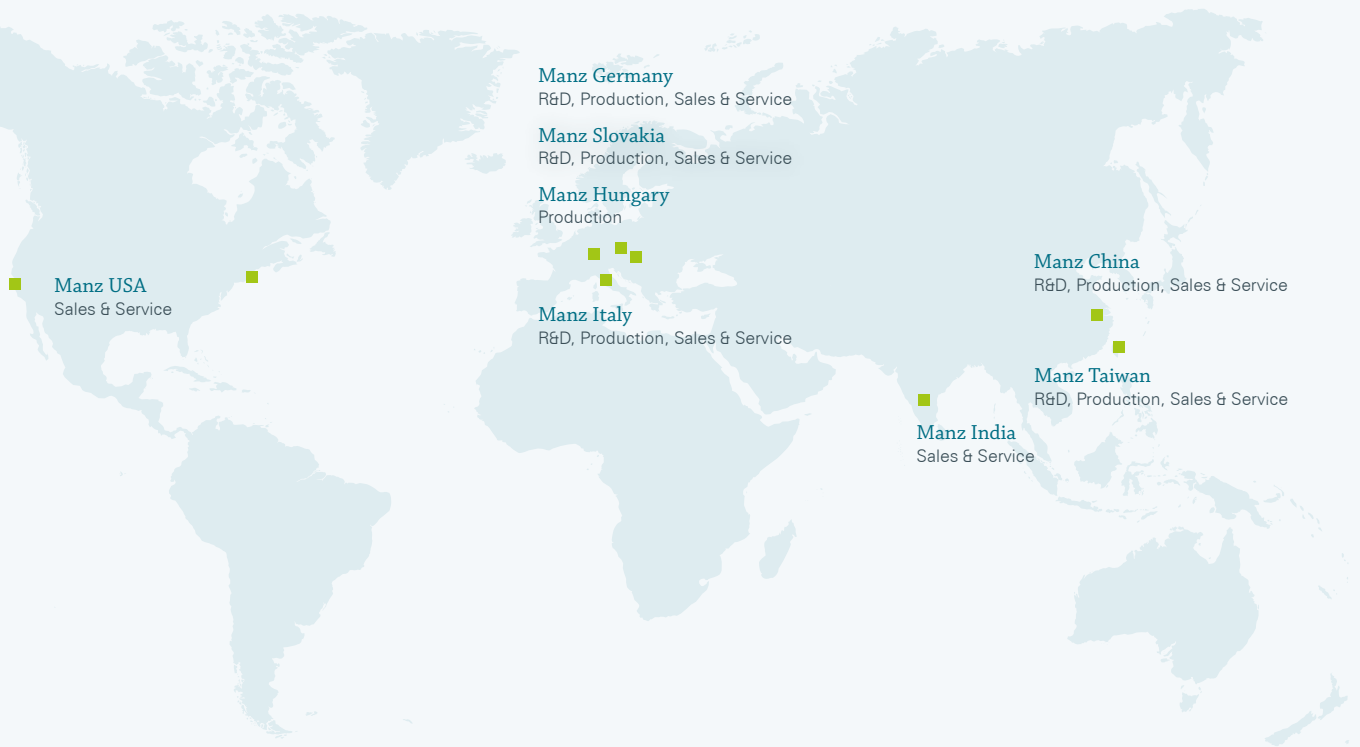 Manz Germany
R&D, Production, Sales & Service
Manz Slovakia
R&D, Production, Sales & Service
Manz Hungary
Production
Manz USA
Sales & Service
Manz Italy
R&D, Production, Sales & Service
Manz China
R&D, Production, Sales & Service
Manz Taiwan
R&D, Production, Sales & Service
Manz India
Sales & Service